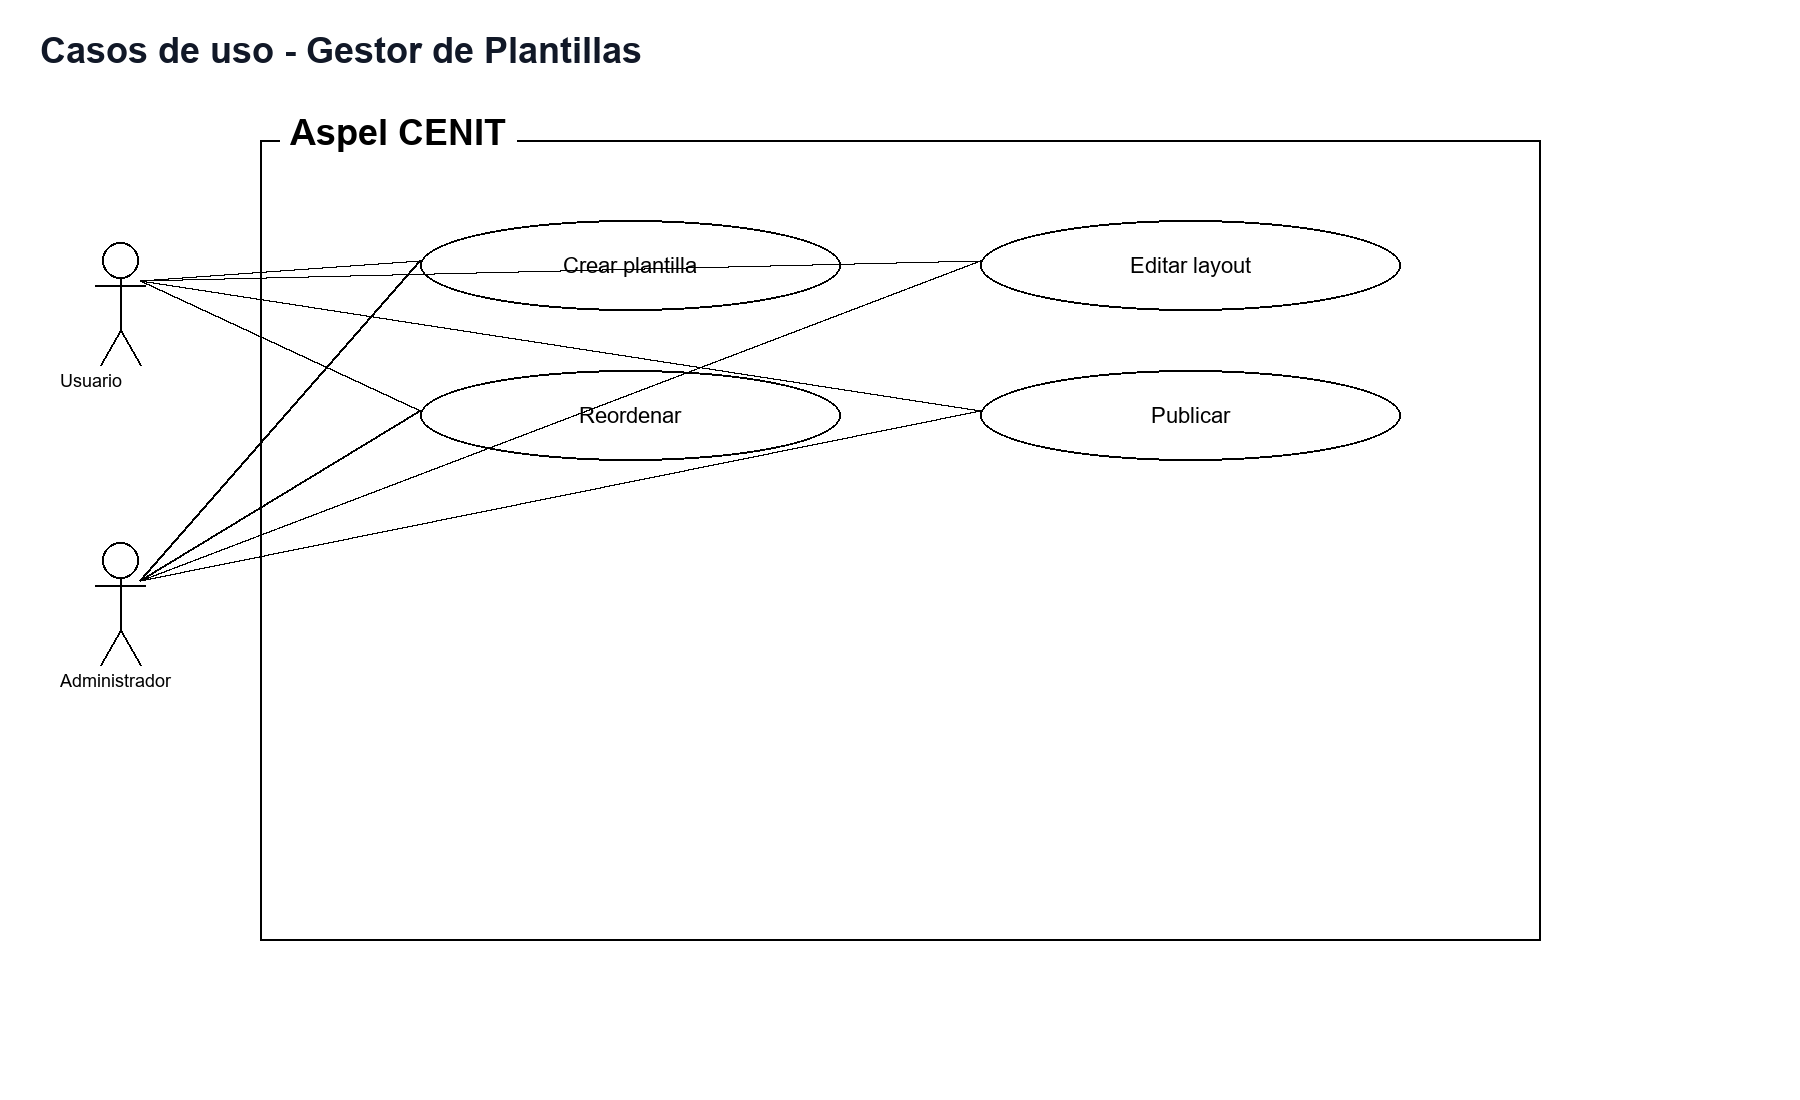 Casos de uso - Gestor de Plantillas
Aspel CENIT
Crear plantilla
Editar layout
Usuario
Reordenar
Publicar
Administrador